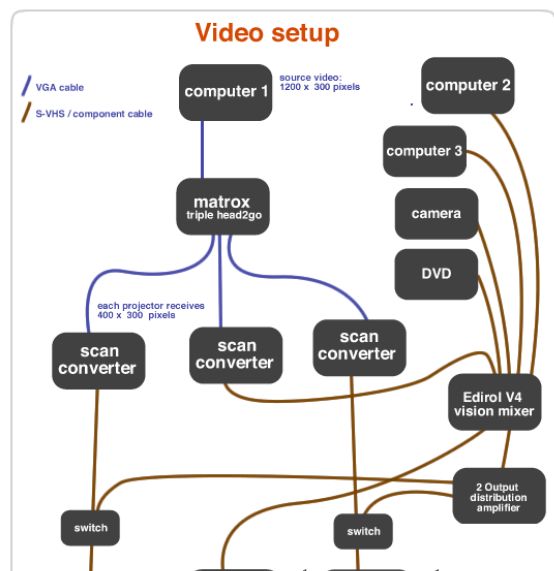 Video setup
VGA cable
S-VHS / component cable
computer 1
source video:
1200 x 300 pixels
computer 2
computer 3
matrox
triple head2go
camera
DVD
each projector receives
400 x 300 pixels
scan
converter
scan
converter
scan
converter
Edirol V4
vision mixer
2 Output
distribution
amplifier
switch
switch